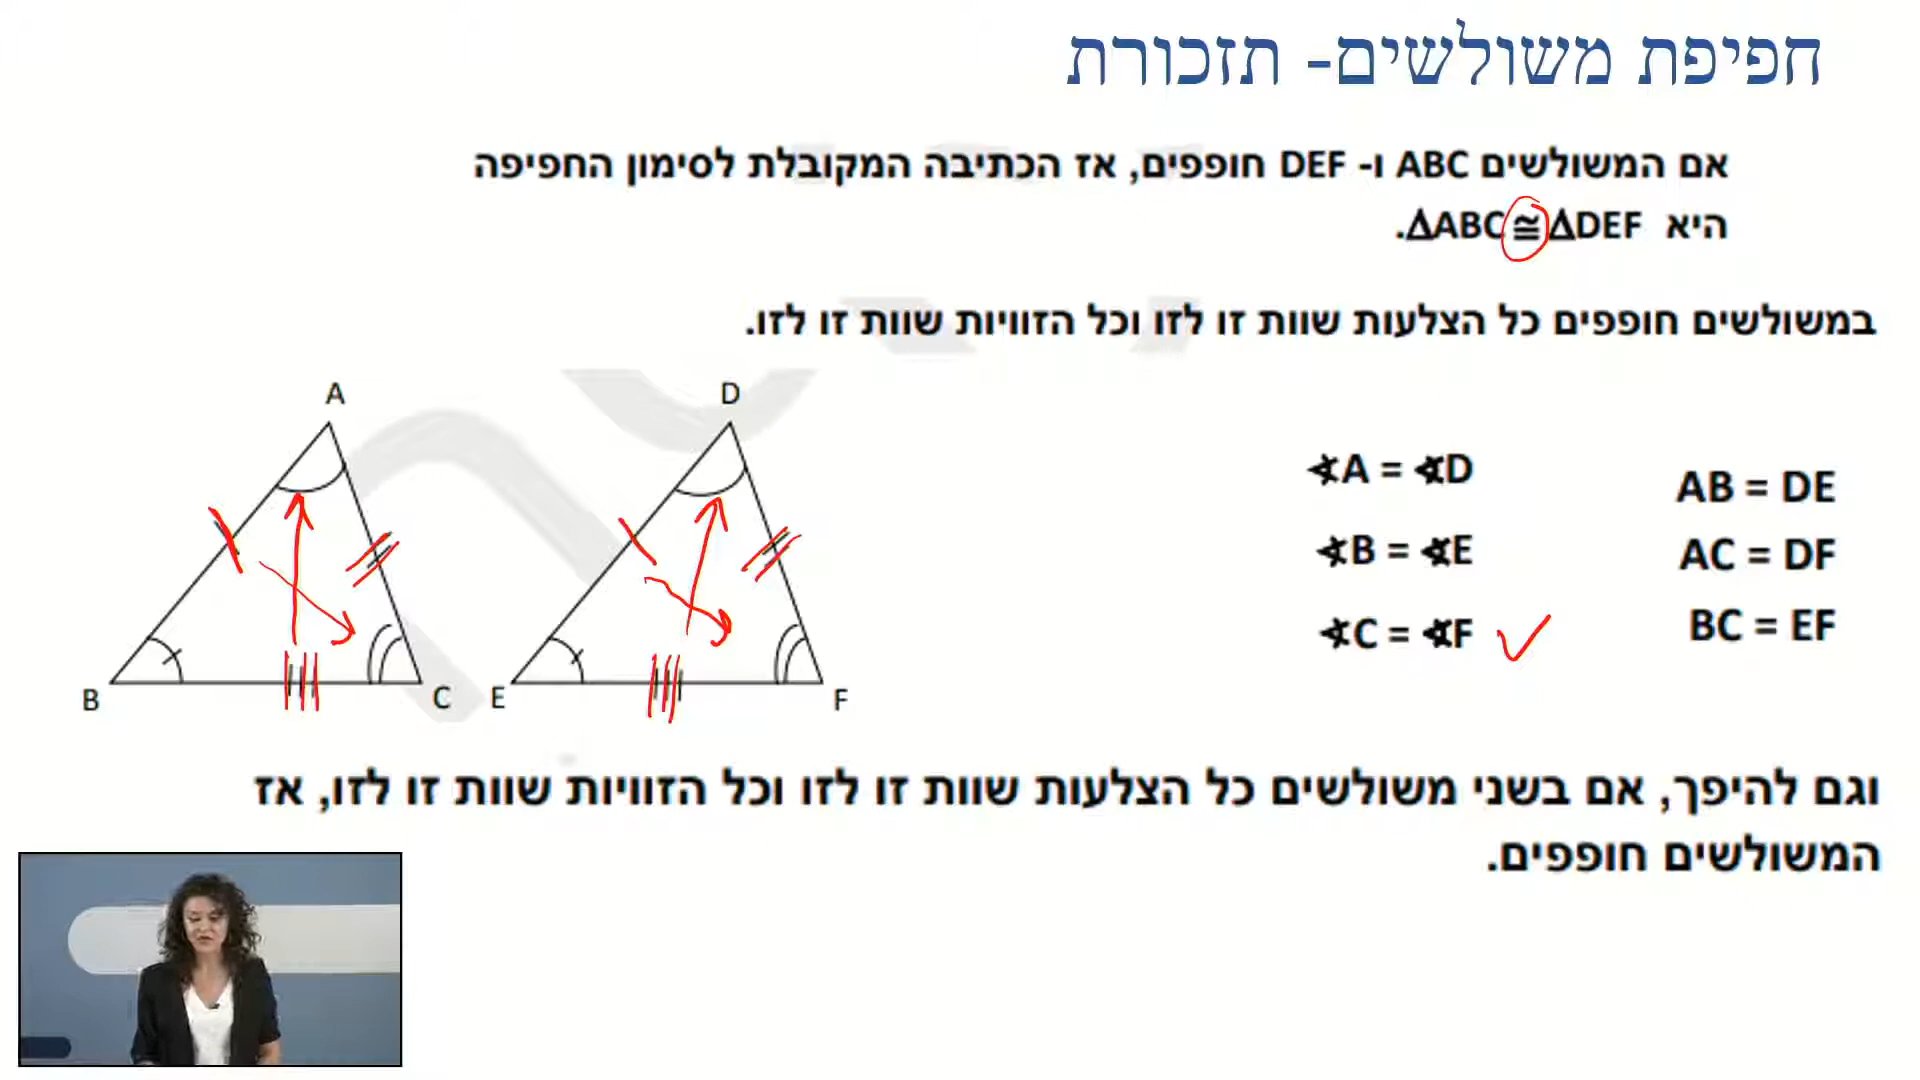 חפיפת משולשים- תזכורת
אם המשולשים ABC ו- DEF חופפים, אז הכתיבה המקובלת לסימון החפיפה
היא ΔABC≅ΔDEF.
במשולשים חופפים כל הצלעות שוות זו לזו וכל הזוויות שוות זו לזו.
AB = DE
AC = DF
BC = EF
∢A = ∢D
∢B = ∢E
∢C = ∢F
A
B
C
D
E
F
וגם להיפך, אם בשני משולשים כל הצלעות שוות זו לזו וכל הזוויות שוות זו לזו, אז
המשולשים חופפים.